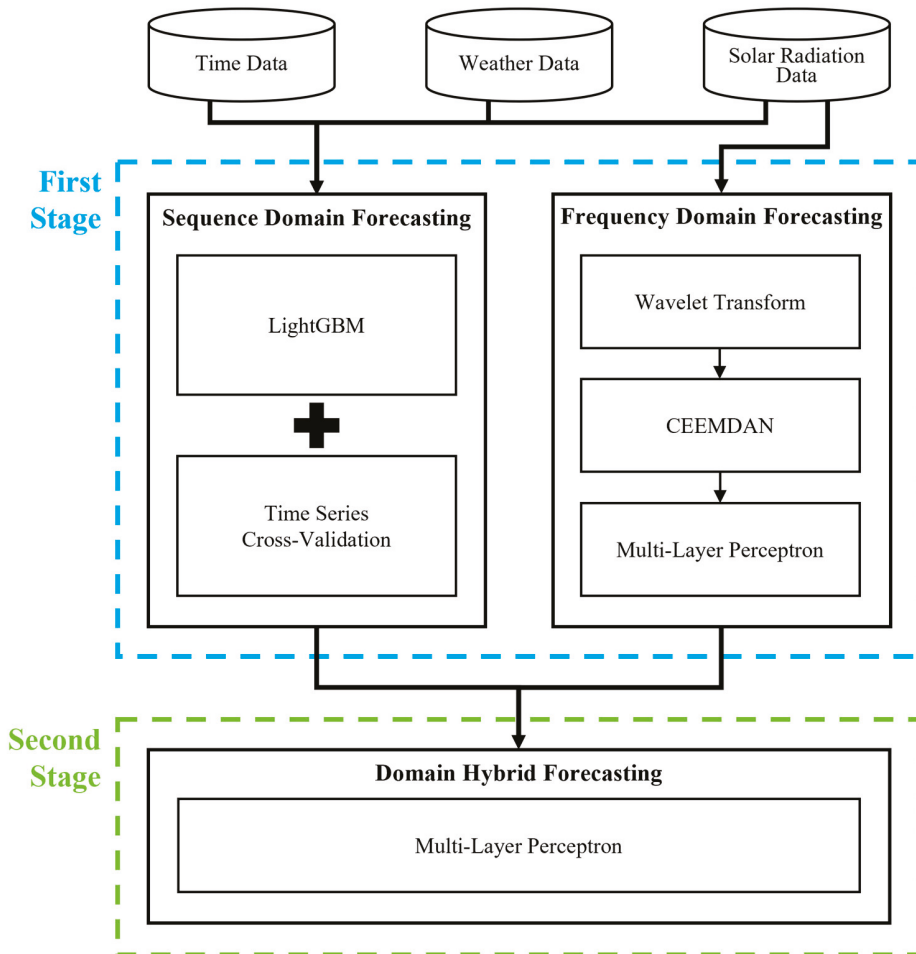 Time Data
Weather Data
Solar Radiation
Data
First
Stage
Sequence Domain Forecasting
LightGBM
Time Series
Cross-Validation
Frequency Domain Forecasting
Wavelet Transform
CEEMDAN
Multi-Layer Perceptron
Second
Stage
Domain Hybrid Forecasting
Multi-Layer Perceptron